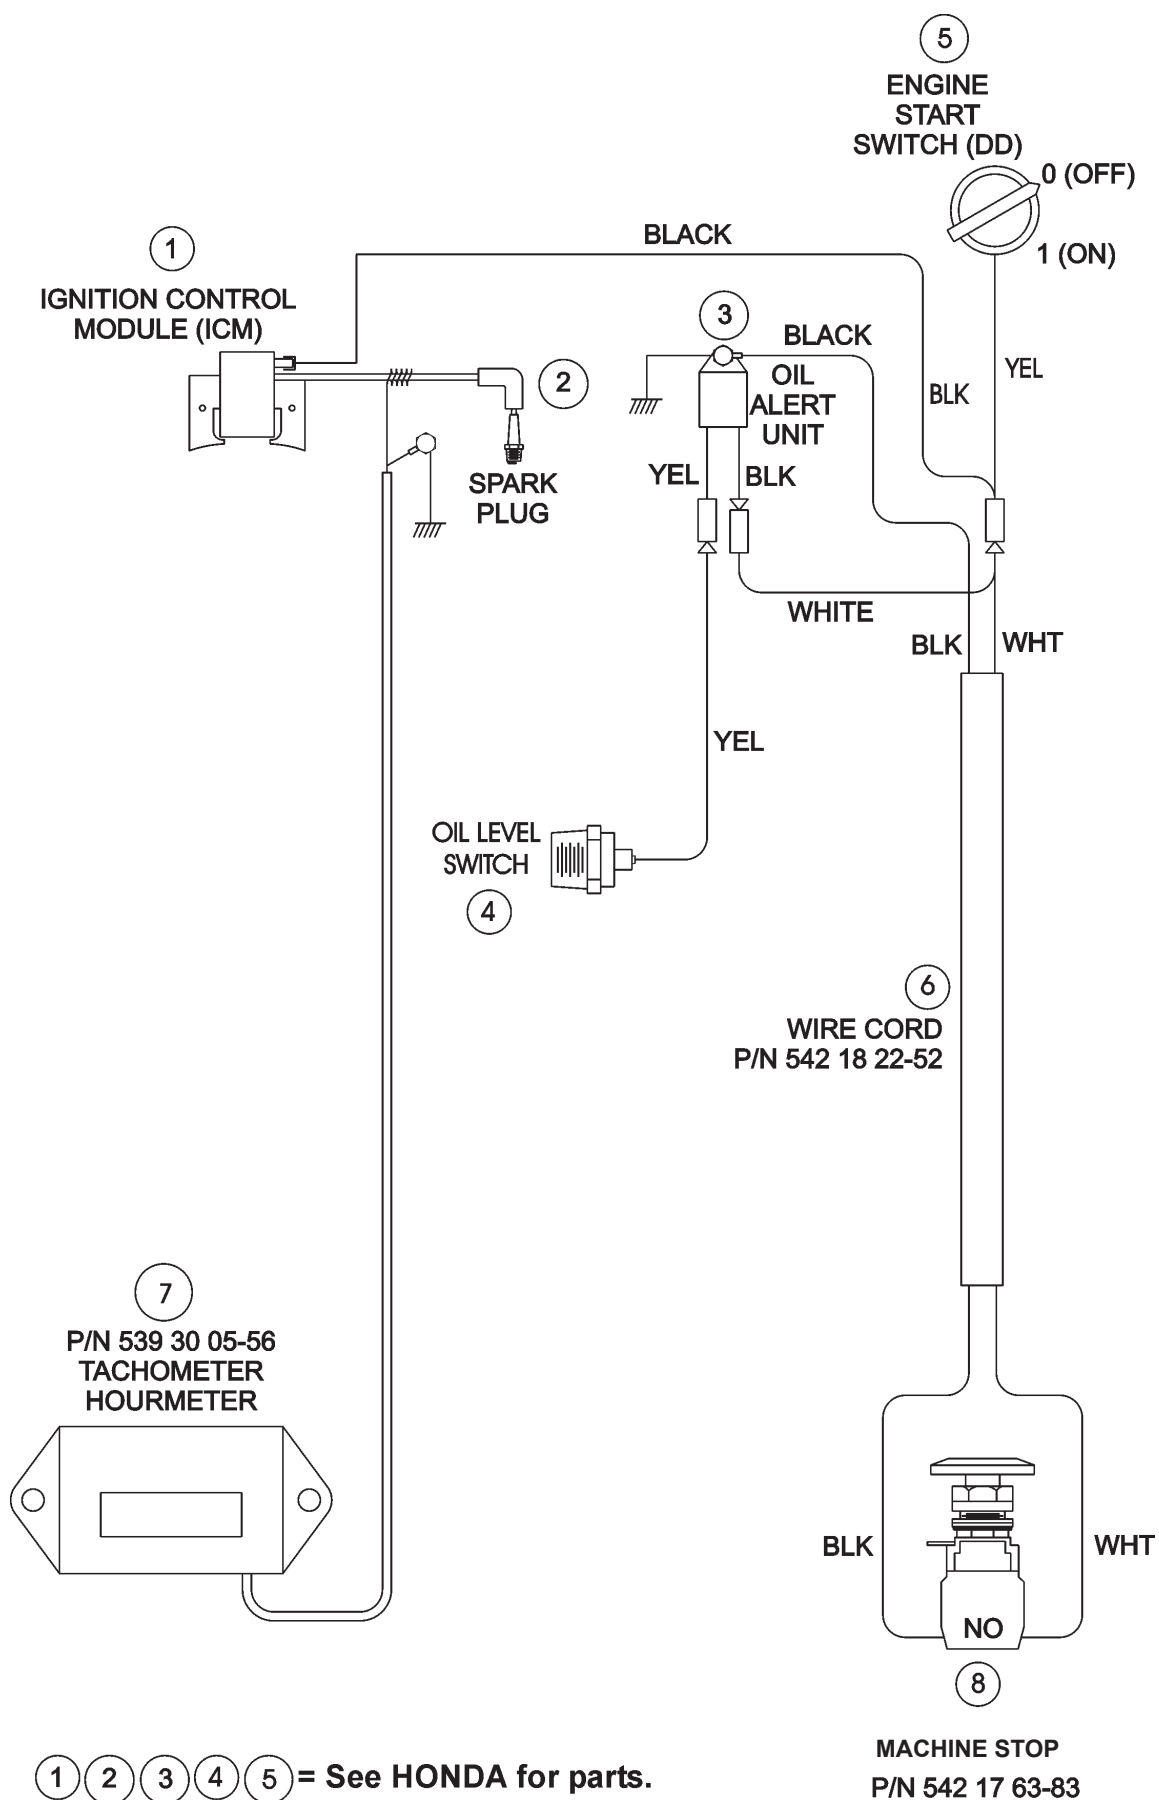 5
ENGINE
START
SWITCH (DD)
0 (OFF)
1 (ON)
BLACK
1
IGNITION CONTROL
MODULE (ICM)
3
BLACK
2
OIL
ALERT
UNIT
BLK
YEL
SPARK
PLUG
YEL
BLK
WHITE
BLK
WHT
YEL
OIL LEVEL
SWITCH
4
6
WIRE CORD
P/N 542 18 22-52
7
P/N 539 30 05-56
TACHOMETER
HOURMETER
BLK
WHT
NO
8
MACHINE STOP
P/N 542 17 63-83
1 2 3 4 5 = See HONDA for parts.